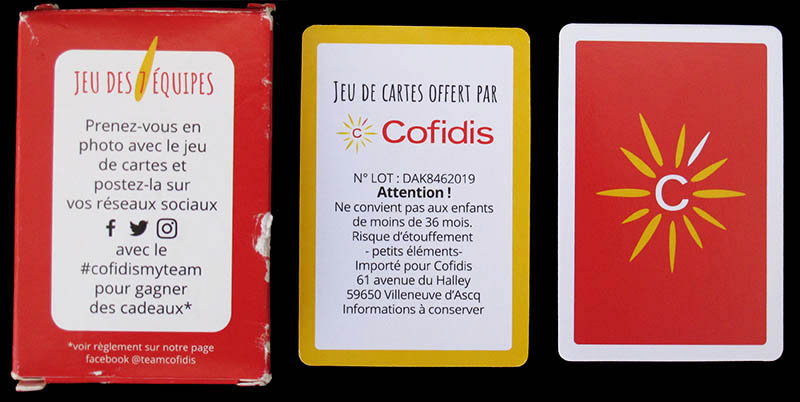 JEU DES 7 ÉQUIPES
Prenez-vous en
photo avec le jeu
de cartes et
postez-la sur
vos réseaux sociaux
avec le
#cofidismyteam
pour gagner
des cadeaux*
*voir règlement sur notre page
facebook @teamcofidis
JEU DE CARTES OFFERT PAR
C Cofidis
N° LOT : DAK8462019
Attention !
Ne convient pas aux enfants
de moins de 36 mois.
Risque d'étouffement
- petits éléments-
Importé pour Cofidis
61 avenue du Halley
59650 Villeneuve d'Ascq
Informations à conserver
C